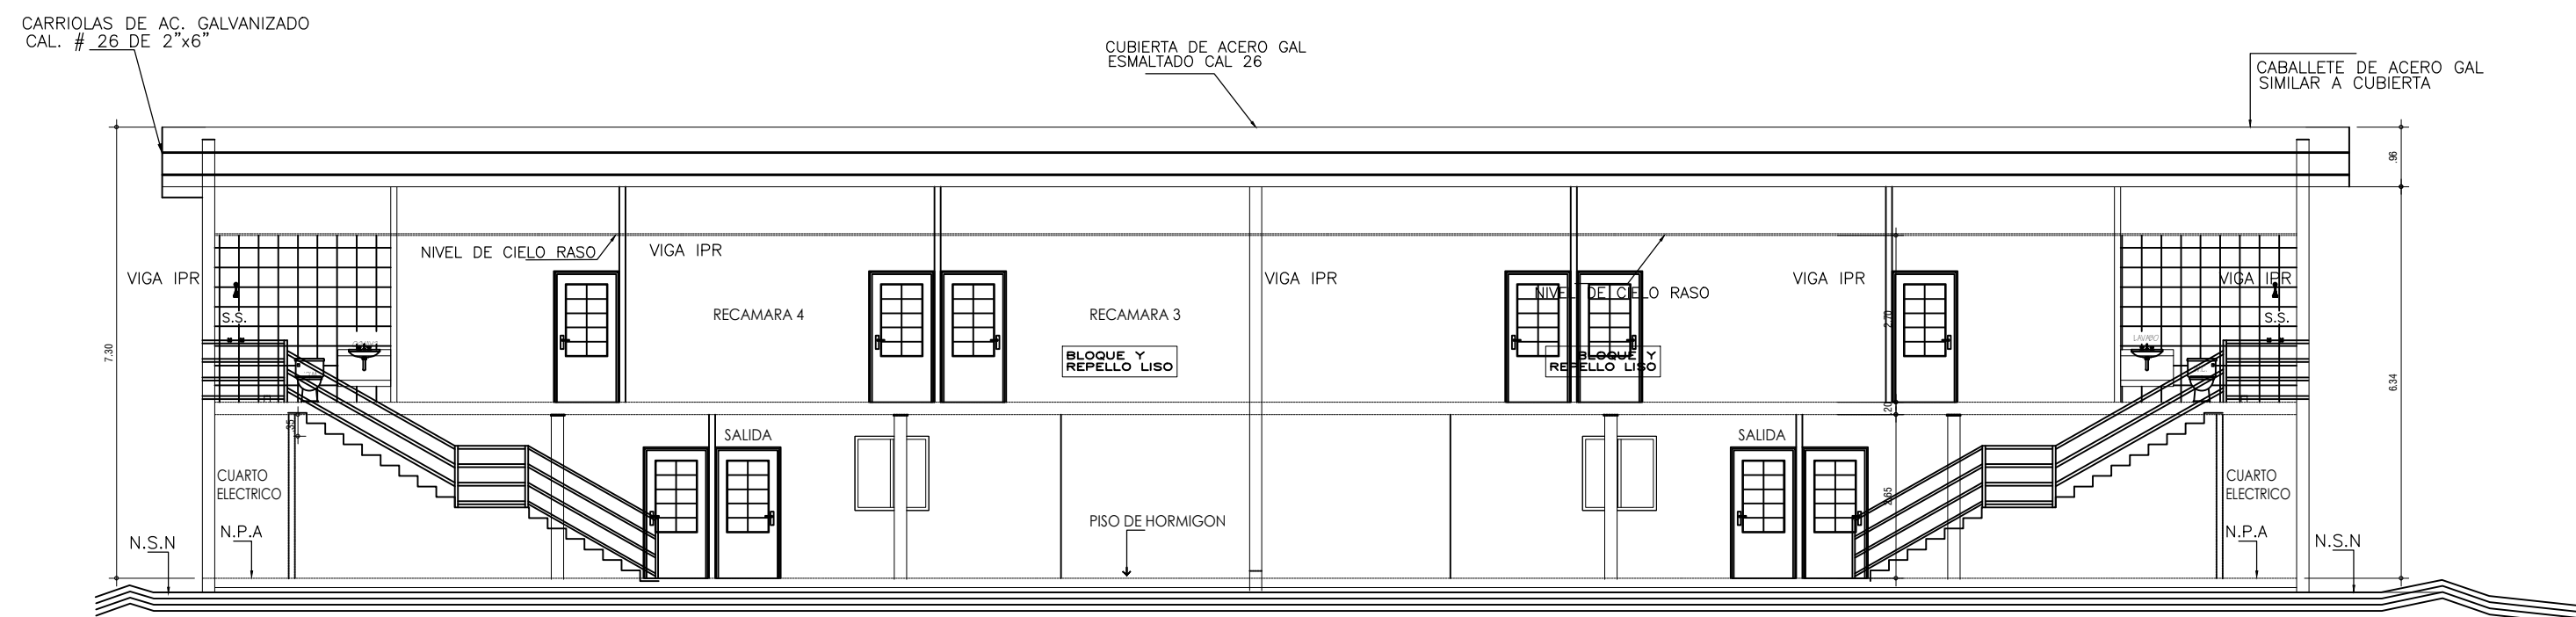 CARRIOLAS DE AC. GALVANIZADO
CAL. # 26 DE 2"x6"
CUBIERTA DE ACERO GAL
ESMALTADO CAL 26
CABALLETE DE ACERO GAL
SIMILAR A CUBIERTA
.96
NIVEL DE CIELO RASO
VIGA IPR
VIGA IPR
VIGA IPR
VIGA IPR
VIGA IPR
NIVEL DE CIELO RASO
S.S.
RECAMARA 4
RECAMARA 3
2.70
S.S.
7.30
LAVABO
BLOQUE Y
REPELLO LISO
BLOQUE Y
REPELLO LISO
6.34
.20
.35
SALIDA
SALIDA
CUARTO
ELECTRICO
CUARTO
ELECTRICO
PISO DE HORMIGON
N.P.A
N.S.N
N.P.A
N.S.N